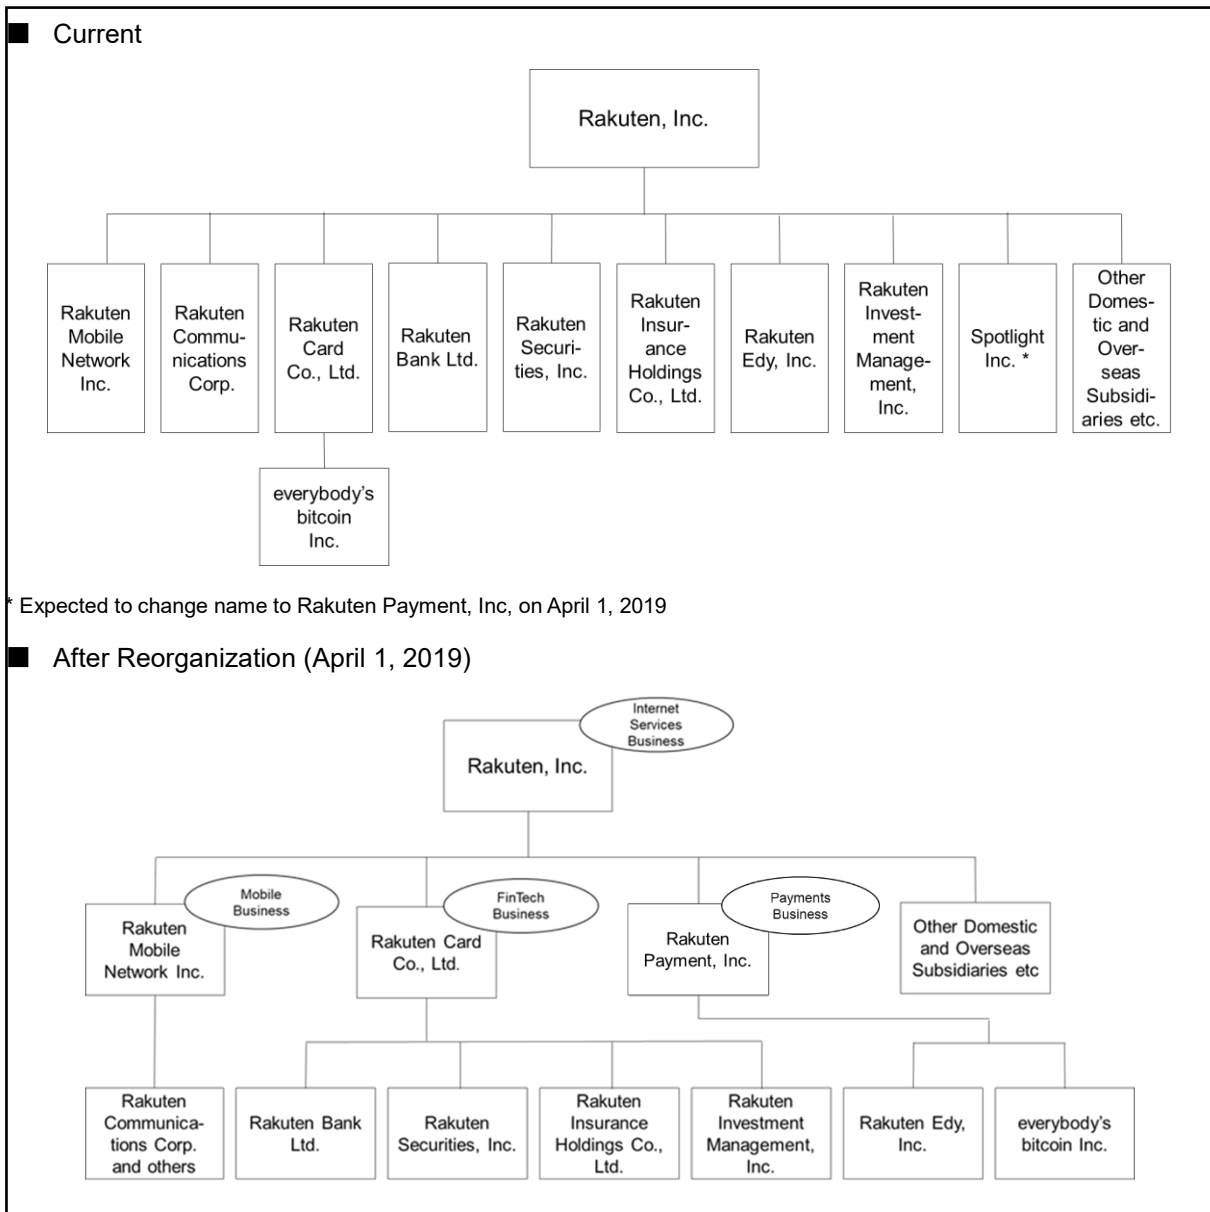 ■ Current
Rakuten, Inc.
Rakuten
Mobile
Network
Inc.
Rakuten
Commu-
nications
Corp.
Rakuten
Card
Co., Ltd.
Rakuten
Bank Ltd.
Rakuten
Securi-
ties, Inc.
Rakuten
Insur-
ance
Holdings
Co., Ltd.
Rakuten
Edy, Inc.
Rakuten
Invest-
ment
Manage-
ment,
Inc.
Spotlight
Inc. *
Other
Domes-
tic and
Over-
seas
Subsidi-
aries etc.
everybody's
bitcoin
Inc.
* Expected to change name to Rakuten Payment, Inc, on April 1, 2019
■ After Reorganization (April 1, 2019)
Internet
Services
Business
Rakuten, Inc.
Mobile
Business
Rakuten
Mobile
Network Inc.
FinTech
Business
Rakuten Card
Co., Ltd.
Payments
Business
Rakuten
Payment, Inc.
Other Domestic
and Overseas
Subsidiaries etc
Rakuten
Communica-
tions Corp.
and others
Rakuten Bank
Ltd.
Rakuten
Securities, Inc.
Rakuten
Insurance
Holdings Co.,
Ltd.
Rakuten
Investment
Management,
Inc.
Rakuten Edy,
Inc.
everybody's
bitcoin Inc.